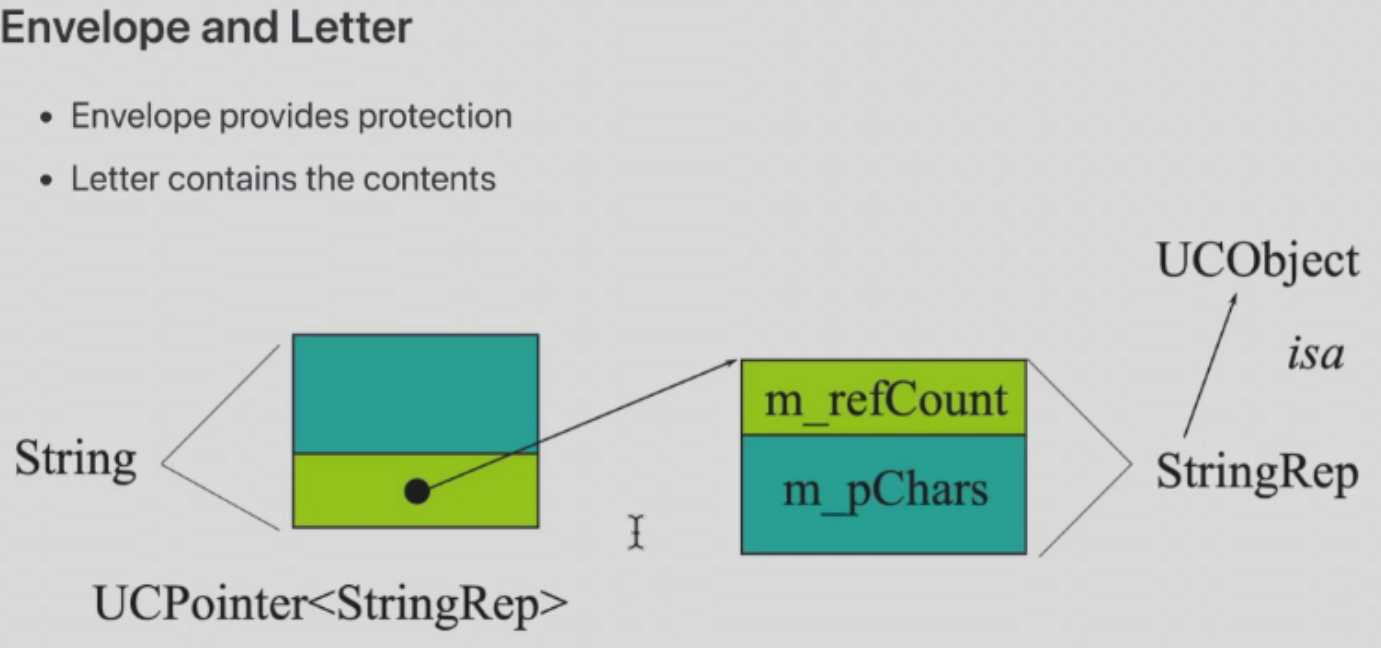 Envelope and Letter
• Envelope provides protection
• Letter contains the contents
UCObject
isa
m_refCount
String
StringRep
m_pChars
UCPointer<StringRep>